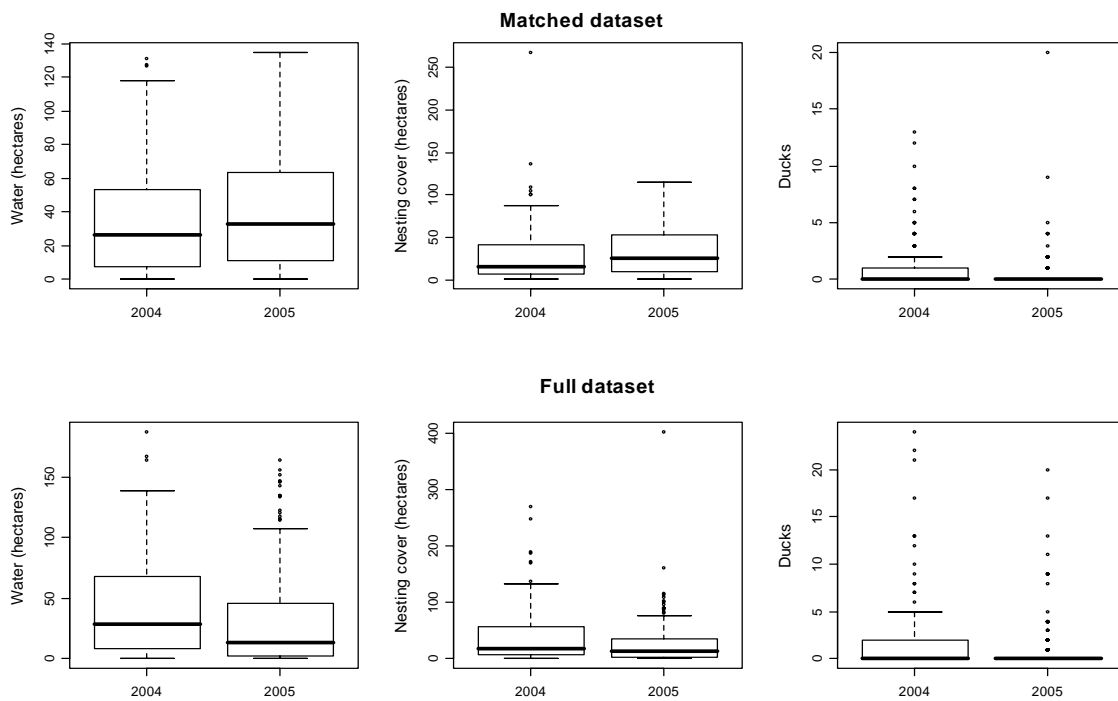 Matched dataset
Water (hectares)
0 20 40 60 80 100 120 140
2004 2005
Nesting cover (hectares)
0 50 100 150 200 250
2004 2005
Ducks
0 5 10 15 20
2004 2005
Full dataset
Water (hectares)
0 50 100 150
2004 2005
Nesting cover (hectares)
0 100 200 300 400
2004 2005
Ducks
0 5 10 15 20
2004 2005